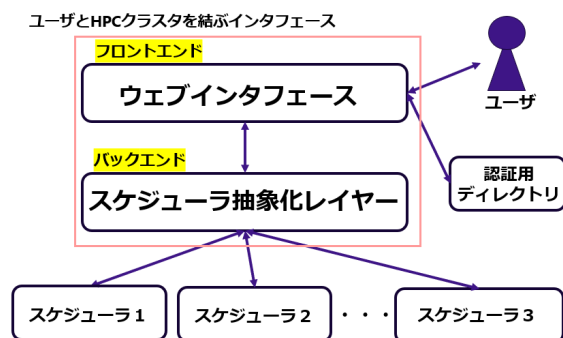 ユーザとHPCクラスタを結ぶインタフェース
フロントエンド
ウェブインタフェース
ユーザ
バックエンド
スケジューラ抽象化レイヤー
認証用
ディレクトリ
スケジューラ1
スケジューラ2
・・・
スケジューラ3